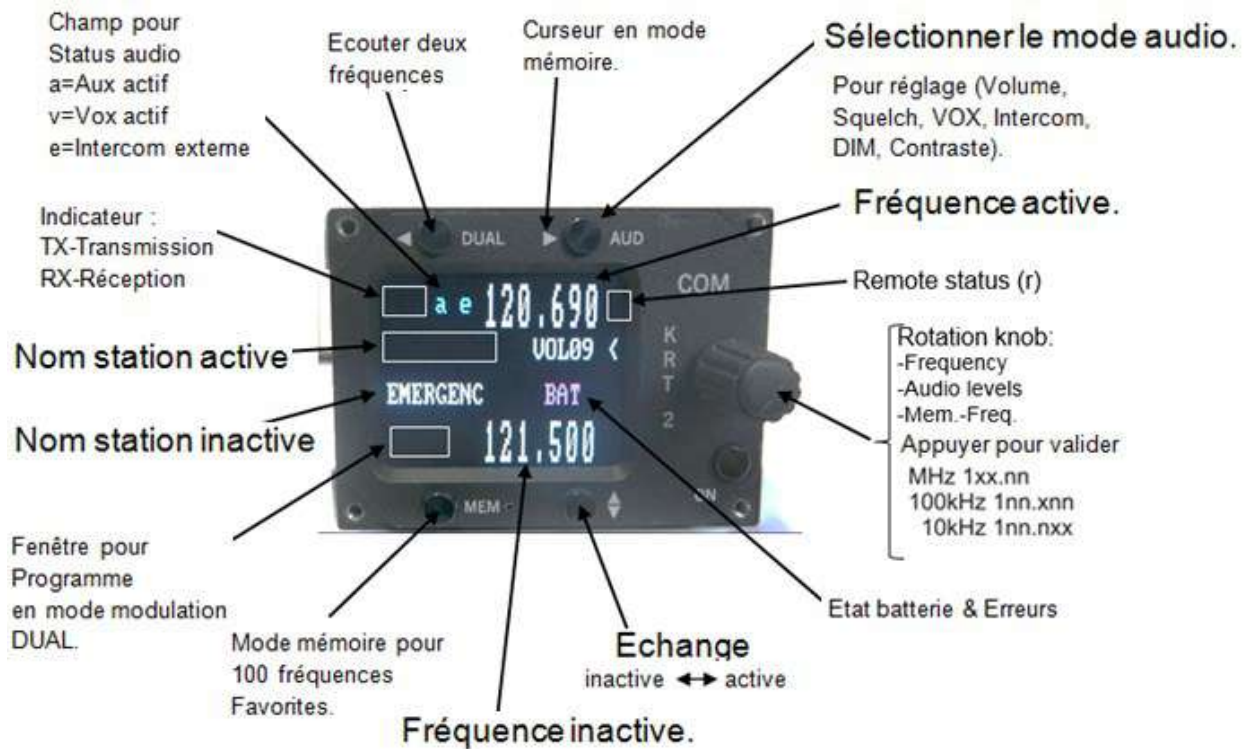 Champ pour
Status audio
a=Aux actif
v=Vox actif
e=Intercom externe
Ecouter deux
fréquences
Curseur en mode
mémoire.
Sélectionner le mode audio.
Pour réglage (Volume,
Squelch, VOX, Intercom,
DIM, Contraste).
Indicateur :
TX-Transmission
RX-Réception
Fréquence active.
Remote status (r)
Nom station active
Nom station inactive
Rotation knob:
-Frequency
-Audio levels
-Mem.-Freq.
Appuyer pour valider
MHz 1xx.nn
100kHz 1nn.xnn
10kHz 1nn.nxx
◄ DUAL ► AUD
COM
a e 120.690
VOL09 <
EMERGENC BAT
121.500
KRT2
MEM
ON
Fenêtre pour
Programme
en mode modulation
DUAL.
Mode mémoire pour
100 fréquences
Favorites.
Echange
inactive ↔ active
Etat batterie & Erreurs
Fréquence inactive.